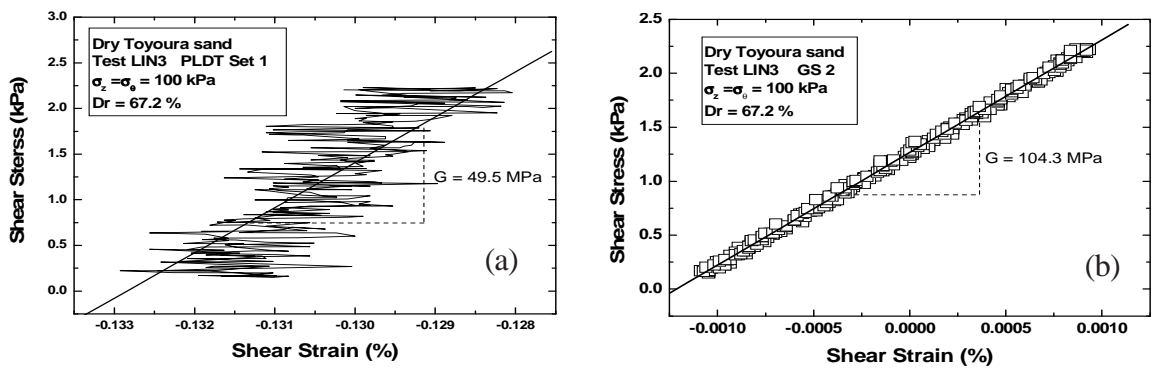 3.0
2.5
2.0
1.5
1.0
0.5
0.0
Shear Sterss (kPa)
Dry Toyoura sand
Test LIN3 PLDT Set 1
σz =σθ = 100 kPa
Dr = 67.2 %
G = 49.5 MPa
(a)
-0.133 -0.132 -0.131 -0.130 -0.129 -0.128
Shear Strain (%)
2.5
2.0
1.5
1.0
0.5
0.0
Shear Stress (kPa)
Dry Toyoura sand
Test LIN3 GS 2
σz =σθ = 100 kPa
Dr = 67.2 %
G = 104.3 MPa
(b)
-0.0010 -0.0005 0.0000 0.0005 0.0010
Shear Strain (%)
(b)